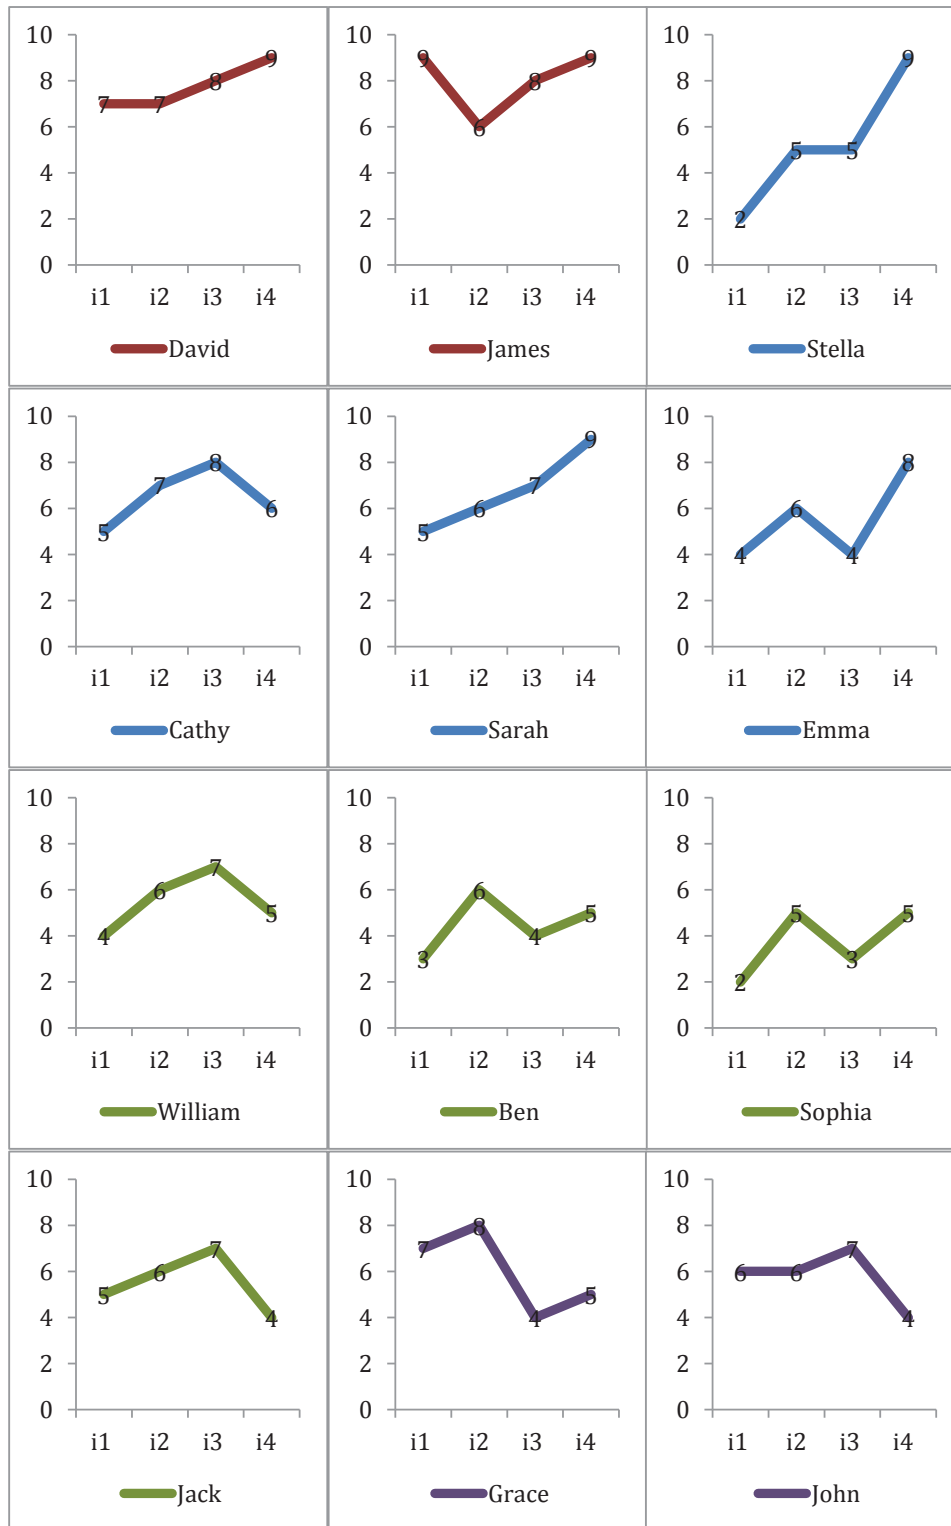 10
8
6
4
2
0
7 7 8 9
i1 i2 i3 i4
David
10
8
6
4
2
0
9 6 8 9
i1 i2 i3 i4
James
10
8
6
4
2
0
2 5 5 9
i1 i2 i3 i4
Stella
10
8
6
4
2
0
5 7 8 6
i1 i2 i3 i4
Cathy
10
8
6
4
2
0
5 6 7 9
i1 i2 i3 i4
Sarah
10
8
6
4
2
0
4 6 4 8
i1 i2 i3 i4
Emma
10
8
6
4
2
0
4 6 7 5
i1 i2 i3 i4
William
10
8
6
4
2
0
3 6 4 5
i1 i2 i3 i4
Ben
10
8
6
4
2
0
2 5 3 5
i1 i2 i3 i4
Sophia
10
8
6
4
2
0
5 6 7 4
i1 i2 i3 i4
Jack
10
8
6
4
2
0
7 8 4 5
i1 i2 i3 i4
Grace
10
8
6
4
2
0
6 6 7 4
i1 i2 i3 i4
John